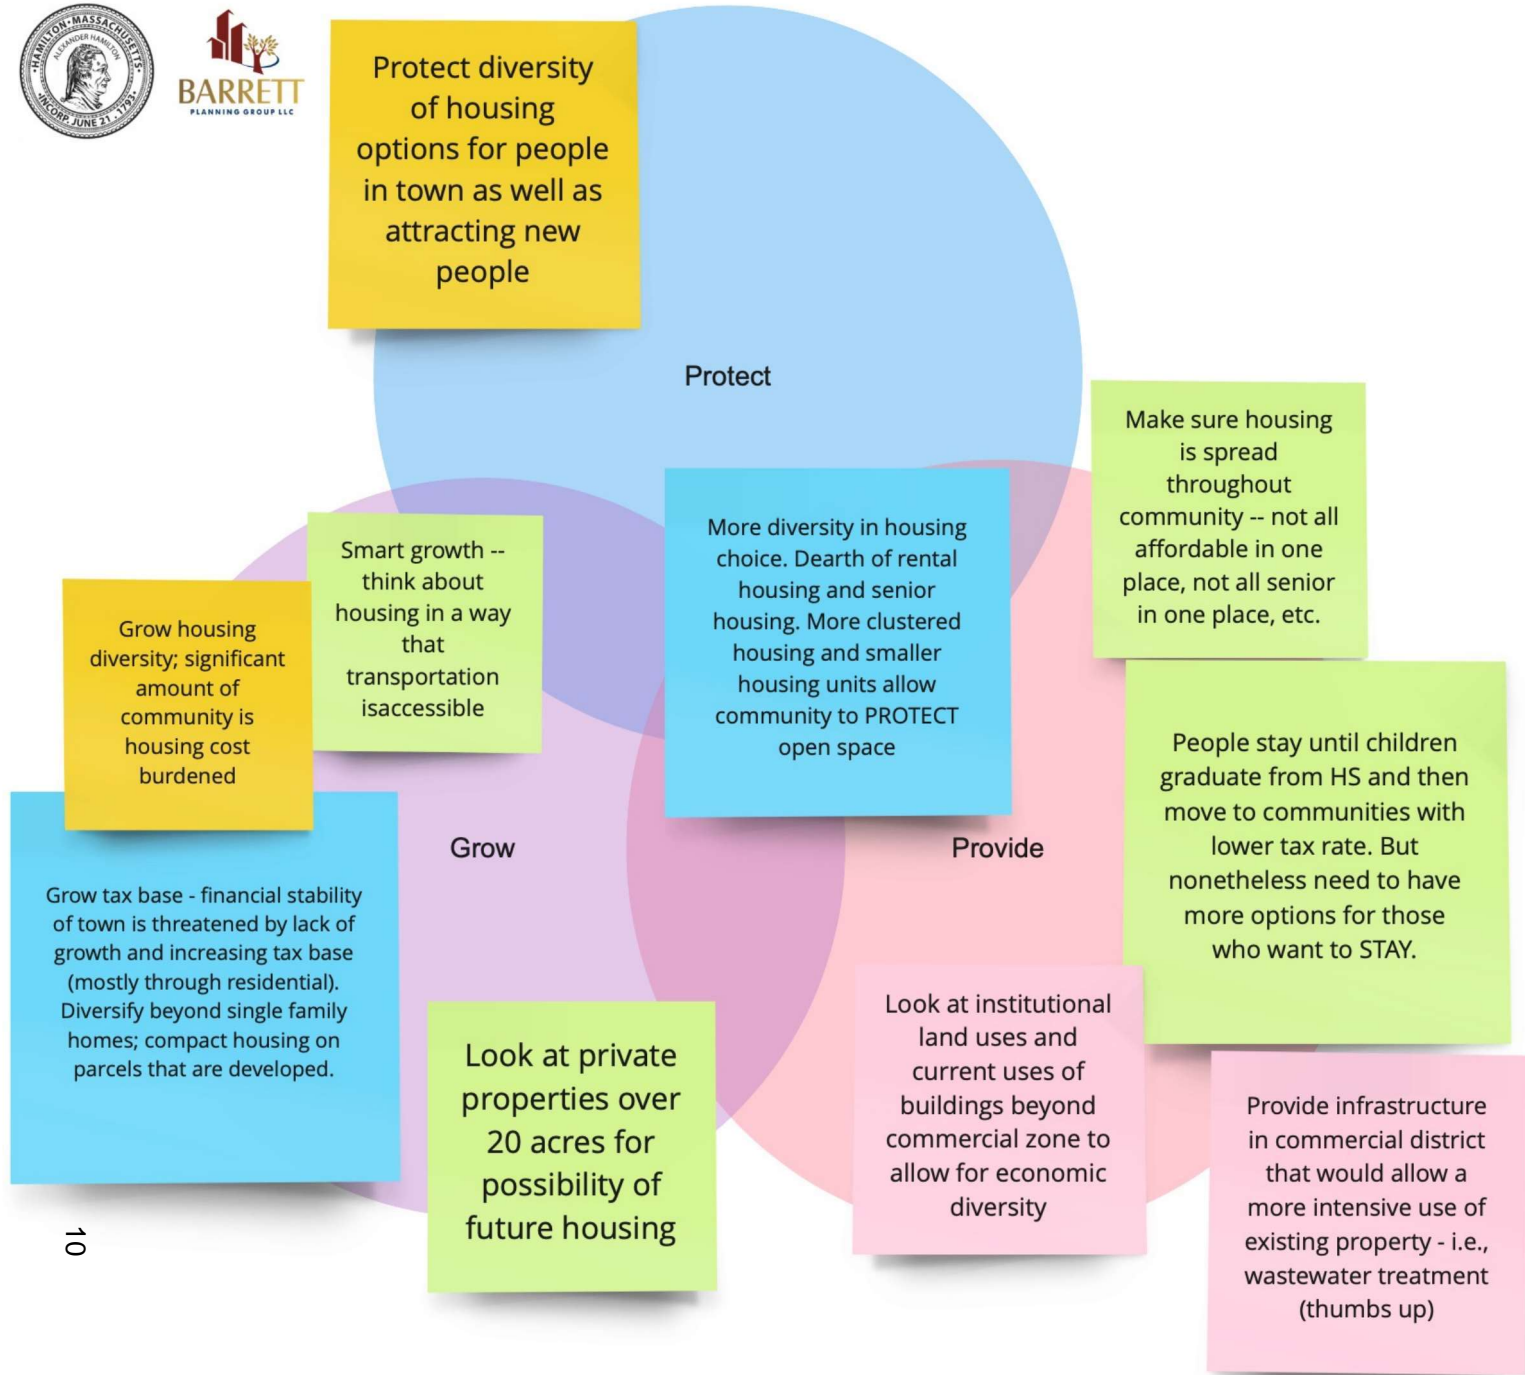 HAMILTON, MASSACHUSETTS
ALEXANDER HAMILTON
INCORP. JUNE 21, 1793
BARRETT
PLANNING GROUP LLC
Protect diversity
of housing
options for people
in town as well as
attracting new
people
Protect
Make sure housing
is spread
throughout
community -- not all
affordable in one
place, not all senior
in one place, etc.
Smart growth --
think about
housing in a way
that
transportation
isaccessible
More diversity in housing
choice. Dearth of rental
housing and senior
housing. More clustered
housing and smaller
housing units allow
community to PROTECT
open space
Grow housing
diversity; significant
amount of
community is
housing cost
burdened
People stay until children
graduate from HS and then
move to communities with
lower tax rate. But
nonetheless need to have
more options for those
who want to STAY.
Grow
Provide
Grow tax base - financial stability
of town is threatened by lack of
growth and increasing tax base
(mostly through residential).
Diversify beyond single family
homes; compact housing on
parcels that are developed.
Look at private
properties over
20 acres for
possibility of
future housing
Look at institutional
land uses and
current uses of
buildings beyond
commercial zone to
allow for economic
diversity
Provide infrastructure
in commercial district
that would allow a
more intensive use of
existing property - i.e.,
wastewater treatment
(thumbs up)
10